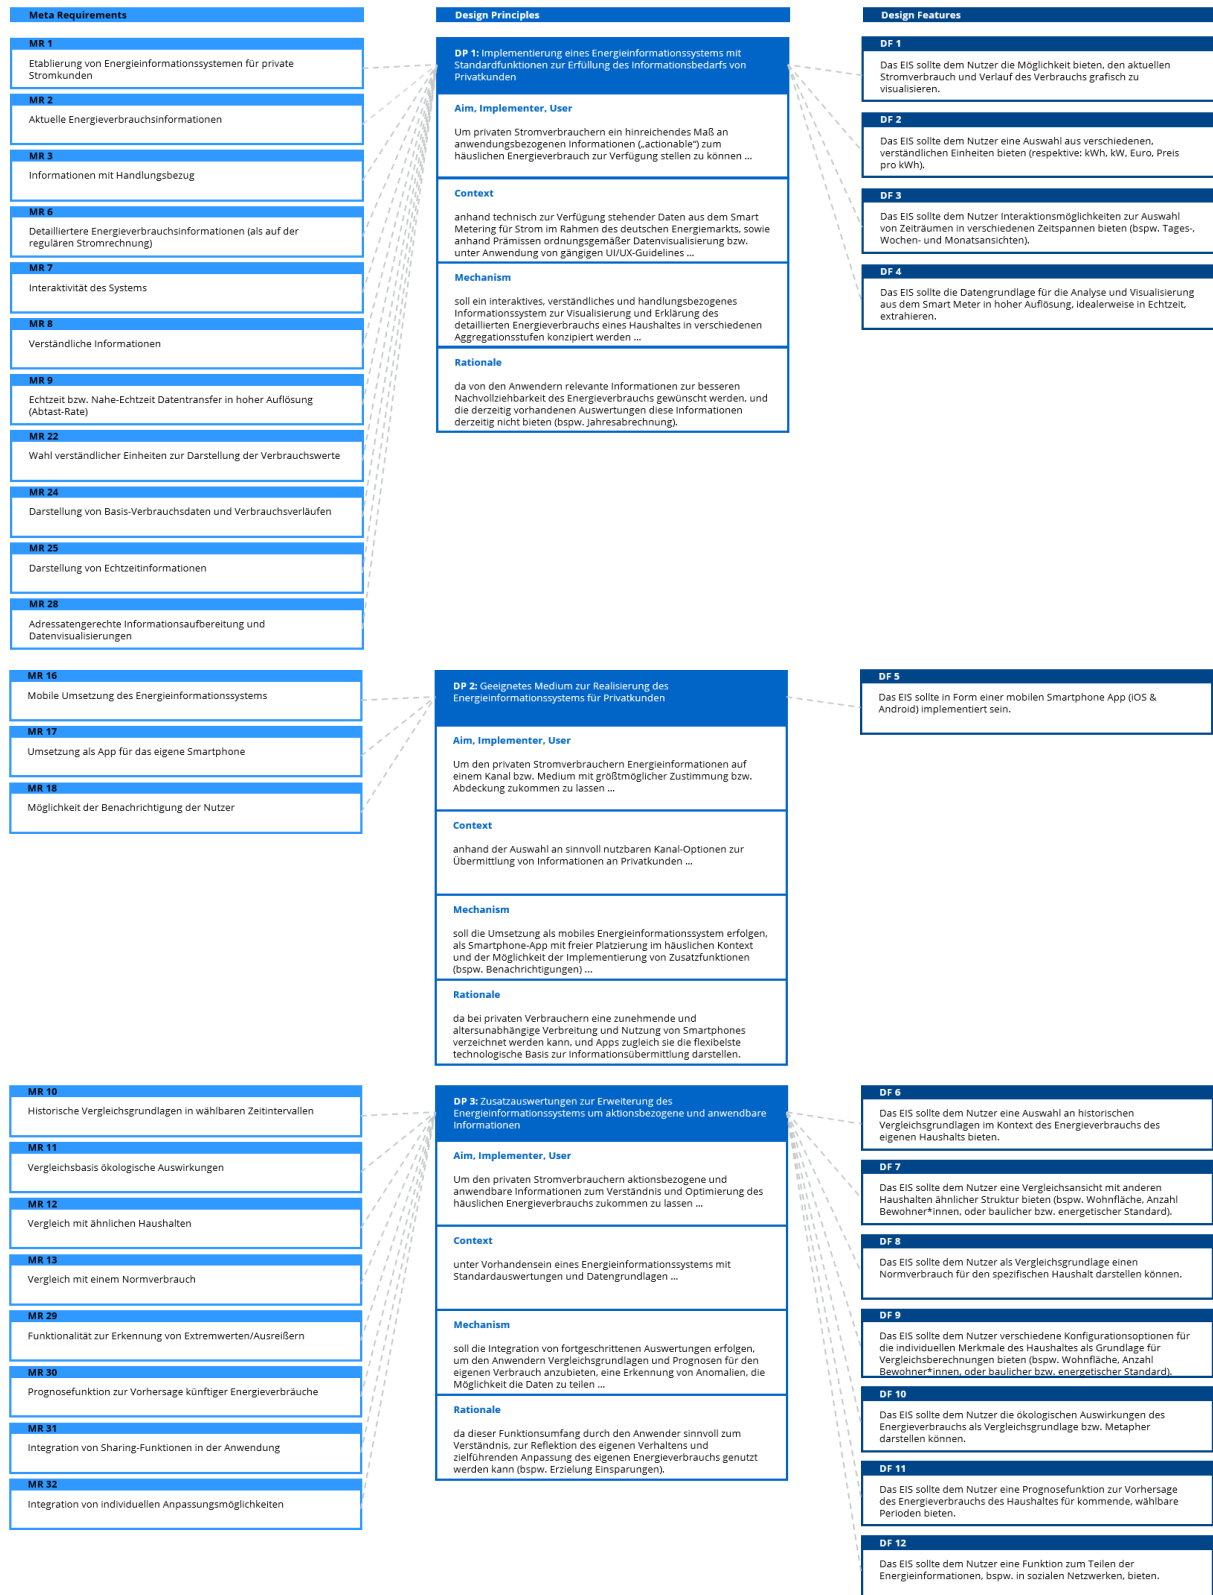 Meta Requirements
Design Principles
Design Features
MR 1
Etablierung von Energieinformationssystemen für private
Stromkunden
MR 2
Aktuelle Energieverbrauchsinformationen
MR 3
Informationen mit Handlungsbezug
MR 6
Detailliertere Energieverbrauchsinformationen (als auf der
regulären Stromrechnung)
MR 7
Interaktivität des Systems
MR 8
Verständliche Informationen
MR 9
Echtzeit bzw. Nahe-Echtzeit Datentransfer in hoher Auflösung
(Abtast-Rate)
MR 22
Wahl verständlicher Einheiten zur Darstellung der Verbrauchswerte
MR 24
Darstellung von Basis-Verbrauchsdaten und Verbrauchsverläufen
MR 25
Darstellung von Echtzeitinformationen
MR 28
Adressatengerechte Informationsaufbereitung und
Datenvisualisierungen
DP 1: Implementierung eines Energieinformationssystems mit
Standardfunktionen zur Erfüllung des Informationsbedarfs von
Privatkunden
Aim, Implementer, User
Um privaten Stromverbrauchern ein hinreichendes Maß an
anwendungsbezogenen Informationen („actionable“) zum
häuslichen Energieverbrauch zur Verfügung stellen zu können ...
Context
anhand technisch zur Verfügung stehender Daten aus dem Smart
Metering für Strom im Rahmen des deutschen Energiemarkts, sowie
anhand Prämissen ordnungsgemäßer Datenvisualisierung bzw.
unter Anwendung von gängigen UI/UX-Guidelines ...
Mechanism
soll ein interaktives, verständliches und handlungsbezogenes
Informationssystem zur Visualisierung und Erklärung des
detaillierten Energieverbrauchs eines Haushaltes in verschiedenen
Aggregationsstufen konzipiert werden ...
Rationale
da von den Anwendern relevante Informationen zur besseren
Nachvollziehbarkeit des Energieverbrauchs gewünscht werden, und
die derzeitig vorhandenen Auswertungen diese Informationen
derzeitig nicht bieten (bspw. Jahresabrechnung).
DF 1
Das EIS sollte dem Nutzer die Möglichkeit bieten, den aktuellen
Stromverbrauch und Verlauf des Verbrauchs grafisch zu
visualisieren.
DF 2
Das EIS sollte dem Nutzer eine Auswahl aus verschiedenen,
verständlichen Einheiten bieten (respektive: kWh, kW, Euro, Preis
pro kWh).
DF 3
Das EIS sollte dem Nutzer Interaktionsmöglichkeiten zur Auswahl
von Zeiträumen in verschiedenen Zeitspannen bieten (bspw. Tages-,
Wochen- und Monatsansichten).
DF 4
Das EIS sollte die Datengrundlage für die Analyse und Visualisierung
aus dem Smart Meter in hoher Auflösung, idealerweise in Echtzeit,
extrahieren.
MR 16
Mobile Umsetzung des Energieinformationssystems
MR 17
Umsetzung als App für das eigene Smartphone
MR 18
Möglichkeit der Benachrichtigung der Nutzer
DP 2: Geeignetes Medium zur Realisierung des
Energieinformationssystems für Privatkunden
Aim, Implementer, User
Um den privaten Stromverbrauchern Energieinformationen auf
einem Kanal bzw. Medium mit größtmöglicher Zustimmung bzw.
Abdeckung zukommen zu lassen ...
Context
anhand der Auswahl an sinnvoll nutzbaren Kanal-Optionen zur
Übermittlung von Informationen an Privatkunden ...
Mechanism
soll die Umsetzung als mobiles Energieinformationssystem erfolgen,
als Smartphone-App mit freier Platzierung im häuslichen Kontext
und der Möglichkeit der Implementierung von Zusatzfunktionen
(bspw. Benachrichtigungen) ...
Rationale
da bei privaten Verbrauchern eine zunehmende und
altersunabhängige Verbreitung und Nutzung von Smartphones
verzeichnet werden kann, und Apps zugleich sie die flexibelste
technologische Basis zur Informationsübermittlung darstellen.
DF 5
Das EIS sollte in Form einer mobilen Smartphone App (iOS &
Android) implementiert sein.
MR 10
Historische Vergleichsgrundlagen in wählbaren Zeitintervallen
MR 11
Vergleichsbasis ökologische Auswirkungen
MR 12
Vergleich mit ähnlichen Haushalten
MR 13
Vergleich mit einem Normverbrauch
MR 29
Funktionalität zur Erkennung von Extremwerten/Ausreißern
MR 30
Prognosefunktion zur Vorhersage künftiger Energieverbräuche
MR 31
Integration von Sharing-Funktionen in der Anwendung
MR 32
Integration von individuellen Anpassungsmöglichkeiten
DP 3: Zusatzauswertungen zur Erweiterung des
Energieinformationssystems um aktionsbezogene und anwendbare
Informationen
Aim, Implementer, User
Um den privaten Stromverbrauchern aktionsbezogene und
anwendbare Informationen zum Verständnis und Optimierung des
häuslichen Energieverbrauchs zukommen zu lassen ...
Context
unter Vorhandensein eines Energieinformationssystems mit
Standardauswertungen und Datengrundlagen ...
Mechanism
soll die Integration von fortgeschrittenen Auswertungen erfolgen,
um den Anwendern Vergleichsgrundlagen und Prognosen für den
eigenen Verbrauch anzubieten, eine Erkennung von Anomalien, die
Möglichkeit die Daten zu teilen ...
Rationale
da dieser Funktionsumfang durch den Anwender sinnvoll zum
Verständnis, zur Reflektion des eigenen Verhaltens und
zielführenden Anpassung des eigenen Energieverbrauchs genutzt
werden kann (bspw. Erzielung Einsparungen).
DF 6
Das EIS sollte dem Nutzer eine Auswahl an historischen
Vergleichsgrundlagen im Kontext des Energieverbrauchs des
eigenen Haushalts bieten.
DF 7
Das EIS sollte dem Nutzer eine Vergleichsansicht mit anderen
Haushalten ähnlicher Struktur bieten (bspw. Wohnfläche, Anzahl
Bewohner*innen, oder baulicher bzw. energetischer Standard).
DF 8
Das EIS sollte dem Nutzer als Vergleichsgrundlage einen
Normverbrauch für den spezifischen Haushalt darstellen können.
DF 9
Das EIS sollte dem Nutzer verschiedene Konfigurationsoptionen für
die individuellen Merkmale des Haushaltes als Grundlage für
Vergleichsberechnungen bieten (bspw. Wohnfläche, Anzahl
Bewohner*innen, oder baulicher bzw. energetischer Standard).
DF 10
Das EIS sollte dem Nutzer die ökologischen Auswirkungen des
Energieverbrauchs als Vergleichsgrundlage bzw. Metapher
darstellen können.
DF 11
Das EIS sollte dem Nutzer eine Prognosefunktion zur Vorhersage
des Energieverbrauchs des Haushaltes für kommende, wählbare
Perioden bieten.
DF 12
Das EIS sollte dem Nutzer eine Funktion zum Teilen der
Energieinformationen, bspw. in sozialen Netzwerken, bieten.